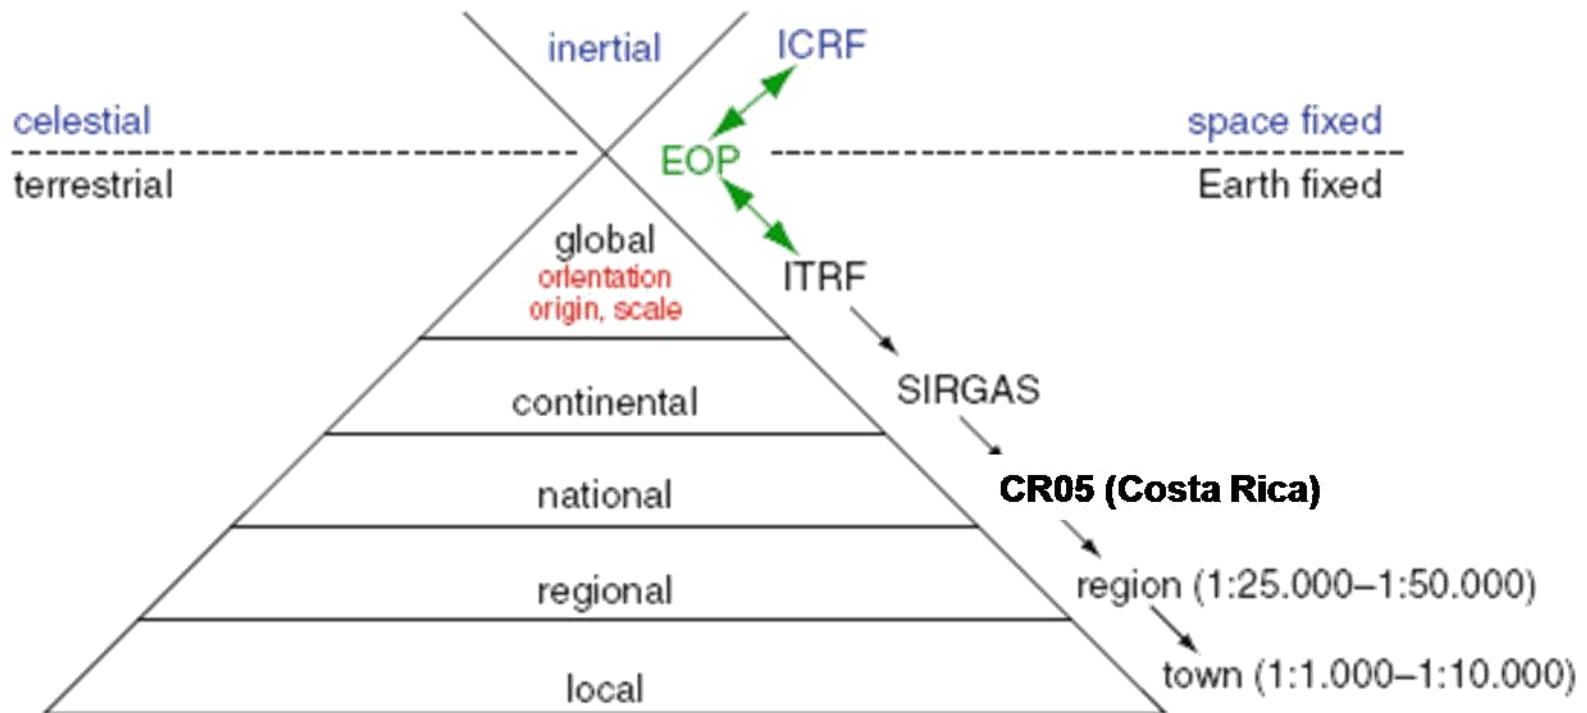 inertial
ICRF
celestial
space fixed
EOP
terrestrial
Earth fixed
global
orlentation
origin, scale
ITRF
continental
SIRGAS
national
CR05 (Costa Rica)
regional
region (1:25.000–1:50.000)
local
town (1:1.000–1:10.000)